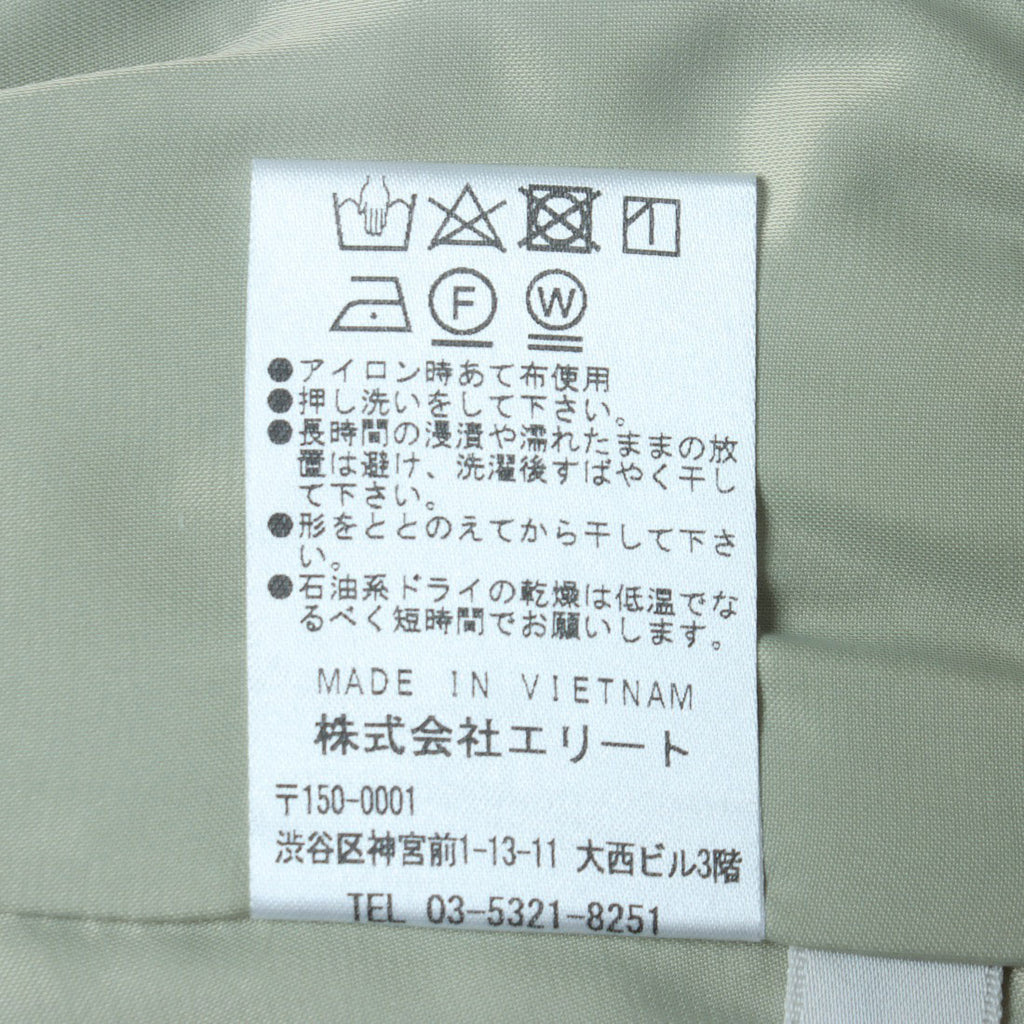 F W
●アイロン時あて布使用
●押し洗いをして下さい。
●長時間の浸漬や濡れたままの放
置は避け、洗濯後すばやく干し
て下さい。
●形をととのえてから干して下さ
い。
●石油系ドライの乾燥は低温でな
るべく短時間でお願いします。
MADE IN VIETNAM
株式会社エリート
〒150-0001
渋谷区神宮前1-13-11 大西ビル3階
TEL 03-5321-8251